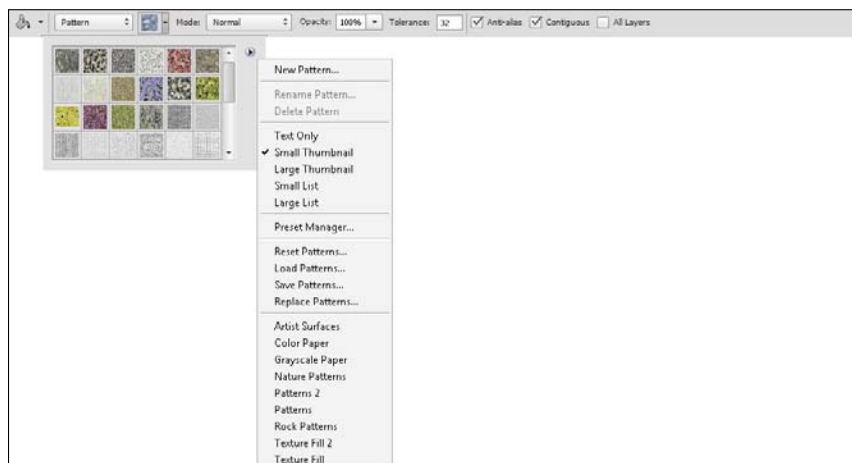 Pattern Mode: Normal Opacity: 100% Tolerance: 32 Anti-alias Contiguous All Layers
New Pattern...
Rename Pattern...
Delete Pattern
Text Only
Small Thumbnail
Large Thumbnail
Small List
Large List
Preset Manager...
Reset Patterns...
Load Patterns...
Save Patterns...
Replace Patterns...
Artist Surfaces
Color Paper
Grayscale Paper
Nature Patterns
Patterns 2
Patterns
Rock Patterns
Texture Fill 2
Texture Fill